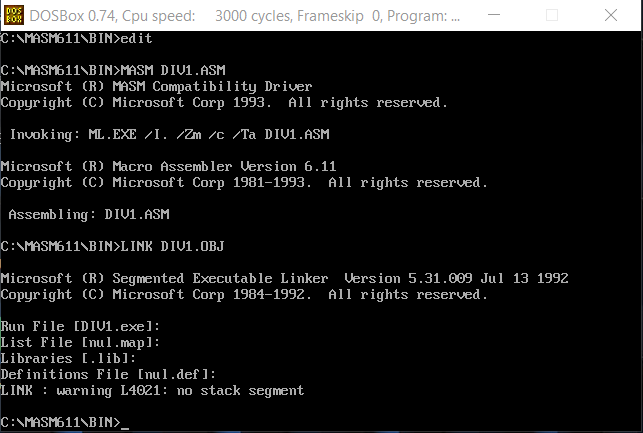 DOS
BOX
DOSBox 0.74, Cpu speed: 3000 cycles, Frameskip 0, Program: ...
C:\MASM611\BIN>edit
C:\MASM611\BIN>MASM DIV1.ASM
Microsoft (R) MASM Compatibility Driver
Copyright (C) Microsoft Corp 1993.  All rights reserved.
Invoking: ML.EXE /I. /Zm /c /Ta DIV1.ASM
Microsoft (R) Macro Assembler Version 6.11
Copyright (C) Microsoft Corp 1981-1993.  All rights reserved.
Assembling: DIV1.ASM
C:\MASM611\BIN>LINK DIV1.OBJ
Microsoft (R) Segmented Executable Linker  Version 5.31.009 Jul 13 1992
Copyright (C) Microsoft Corp 1984-1992.  All rights reserved.
Run File [DIV1.exe]:
List File [nul.map]:
Libraries [.lib]:
Definitions File [nul.def]:
LINK : warning L4021: no stack segment
C:\MASM611\BIN>_